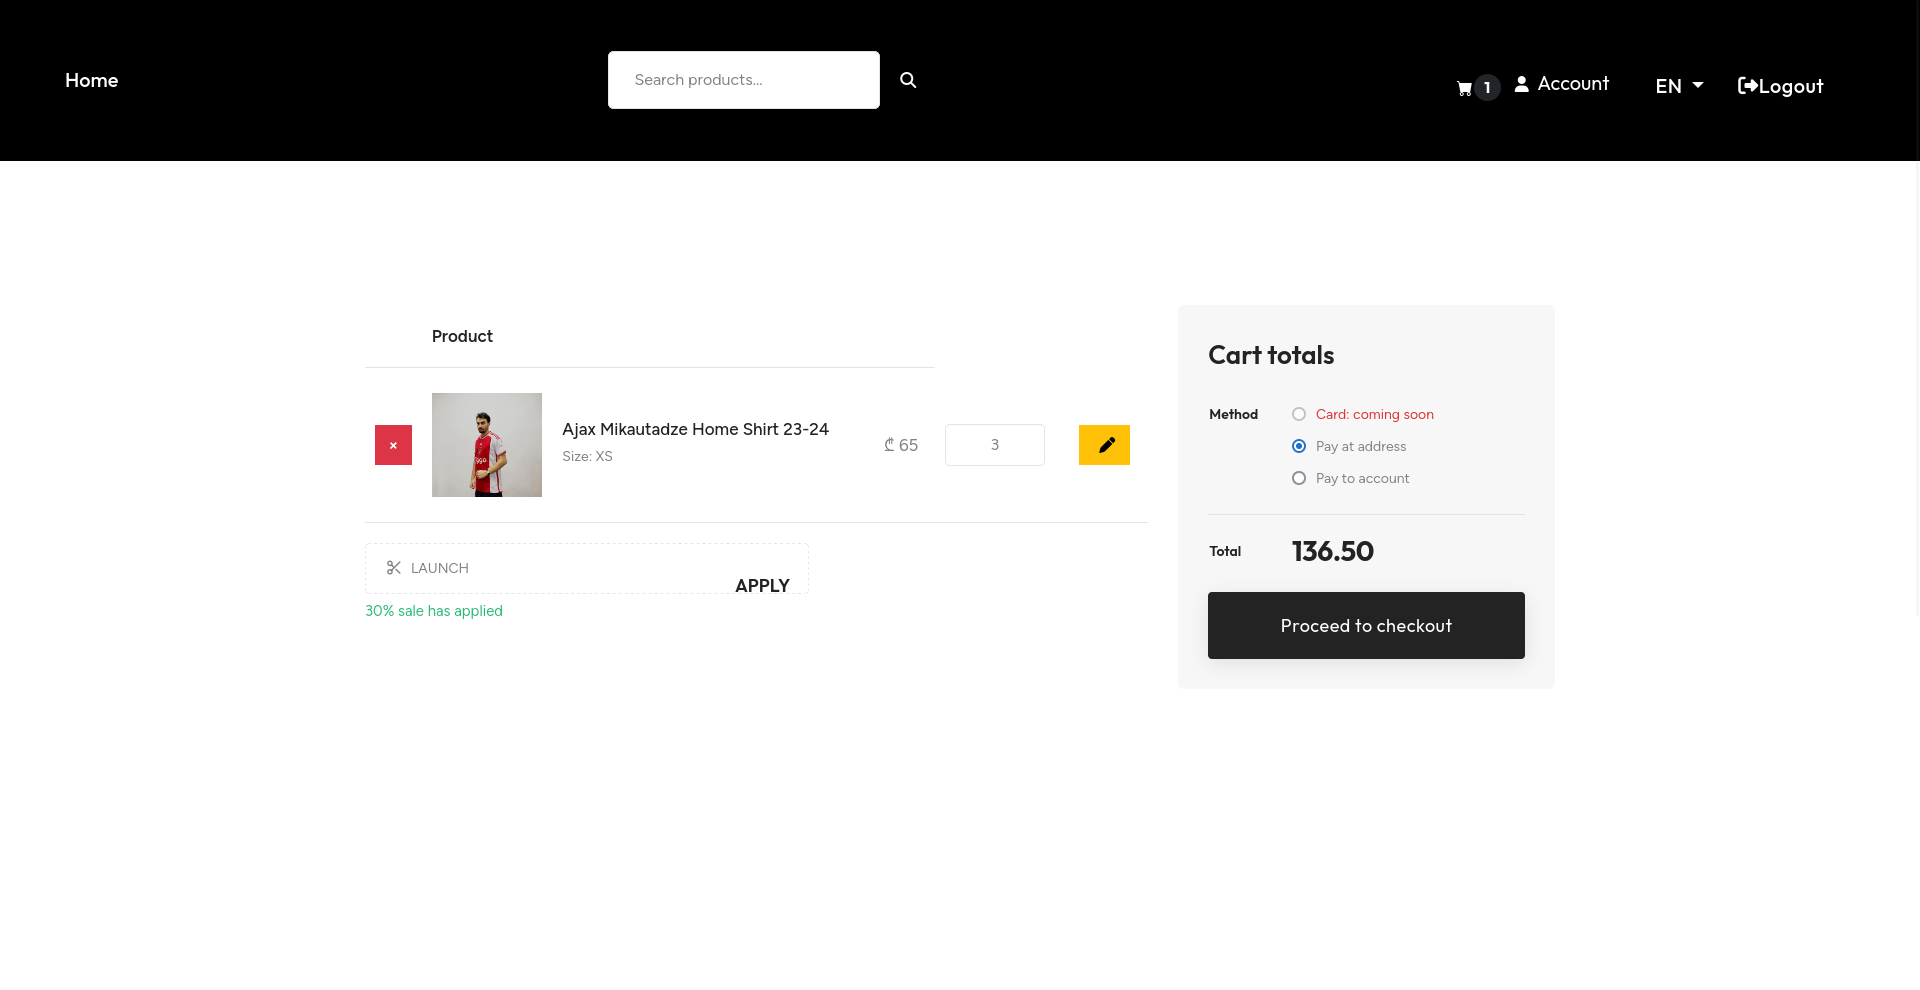 Home
Search products...
1
Account
EN
Logout
Product
×
Ajax Mikautadze Home Shirt 23-24
Size: XS
₾ 65
3
LAUNCH
APPLY
30% sale has applied
Cart totals
Method
Card: coming soon
Pay at address
Pay to account
Total
136.50
Proceed to checkout